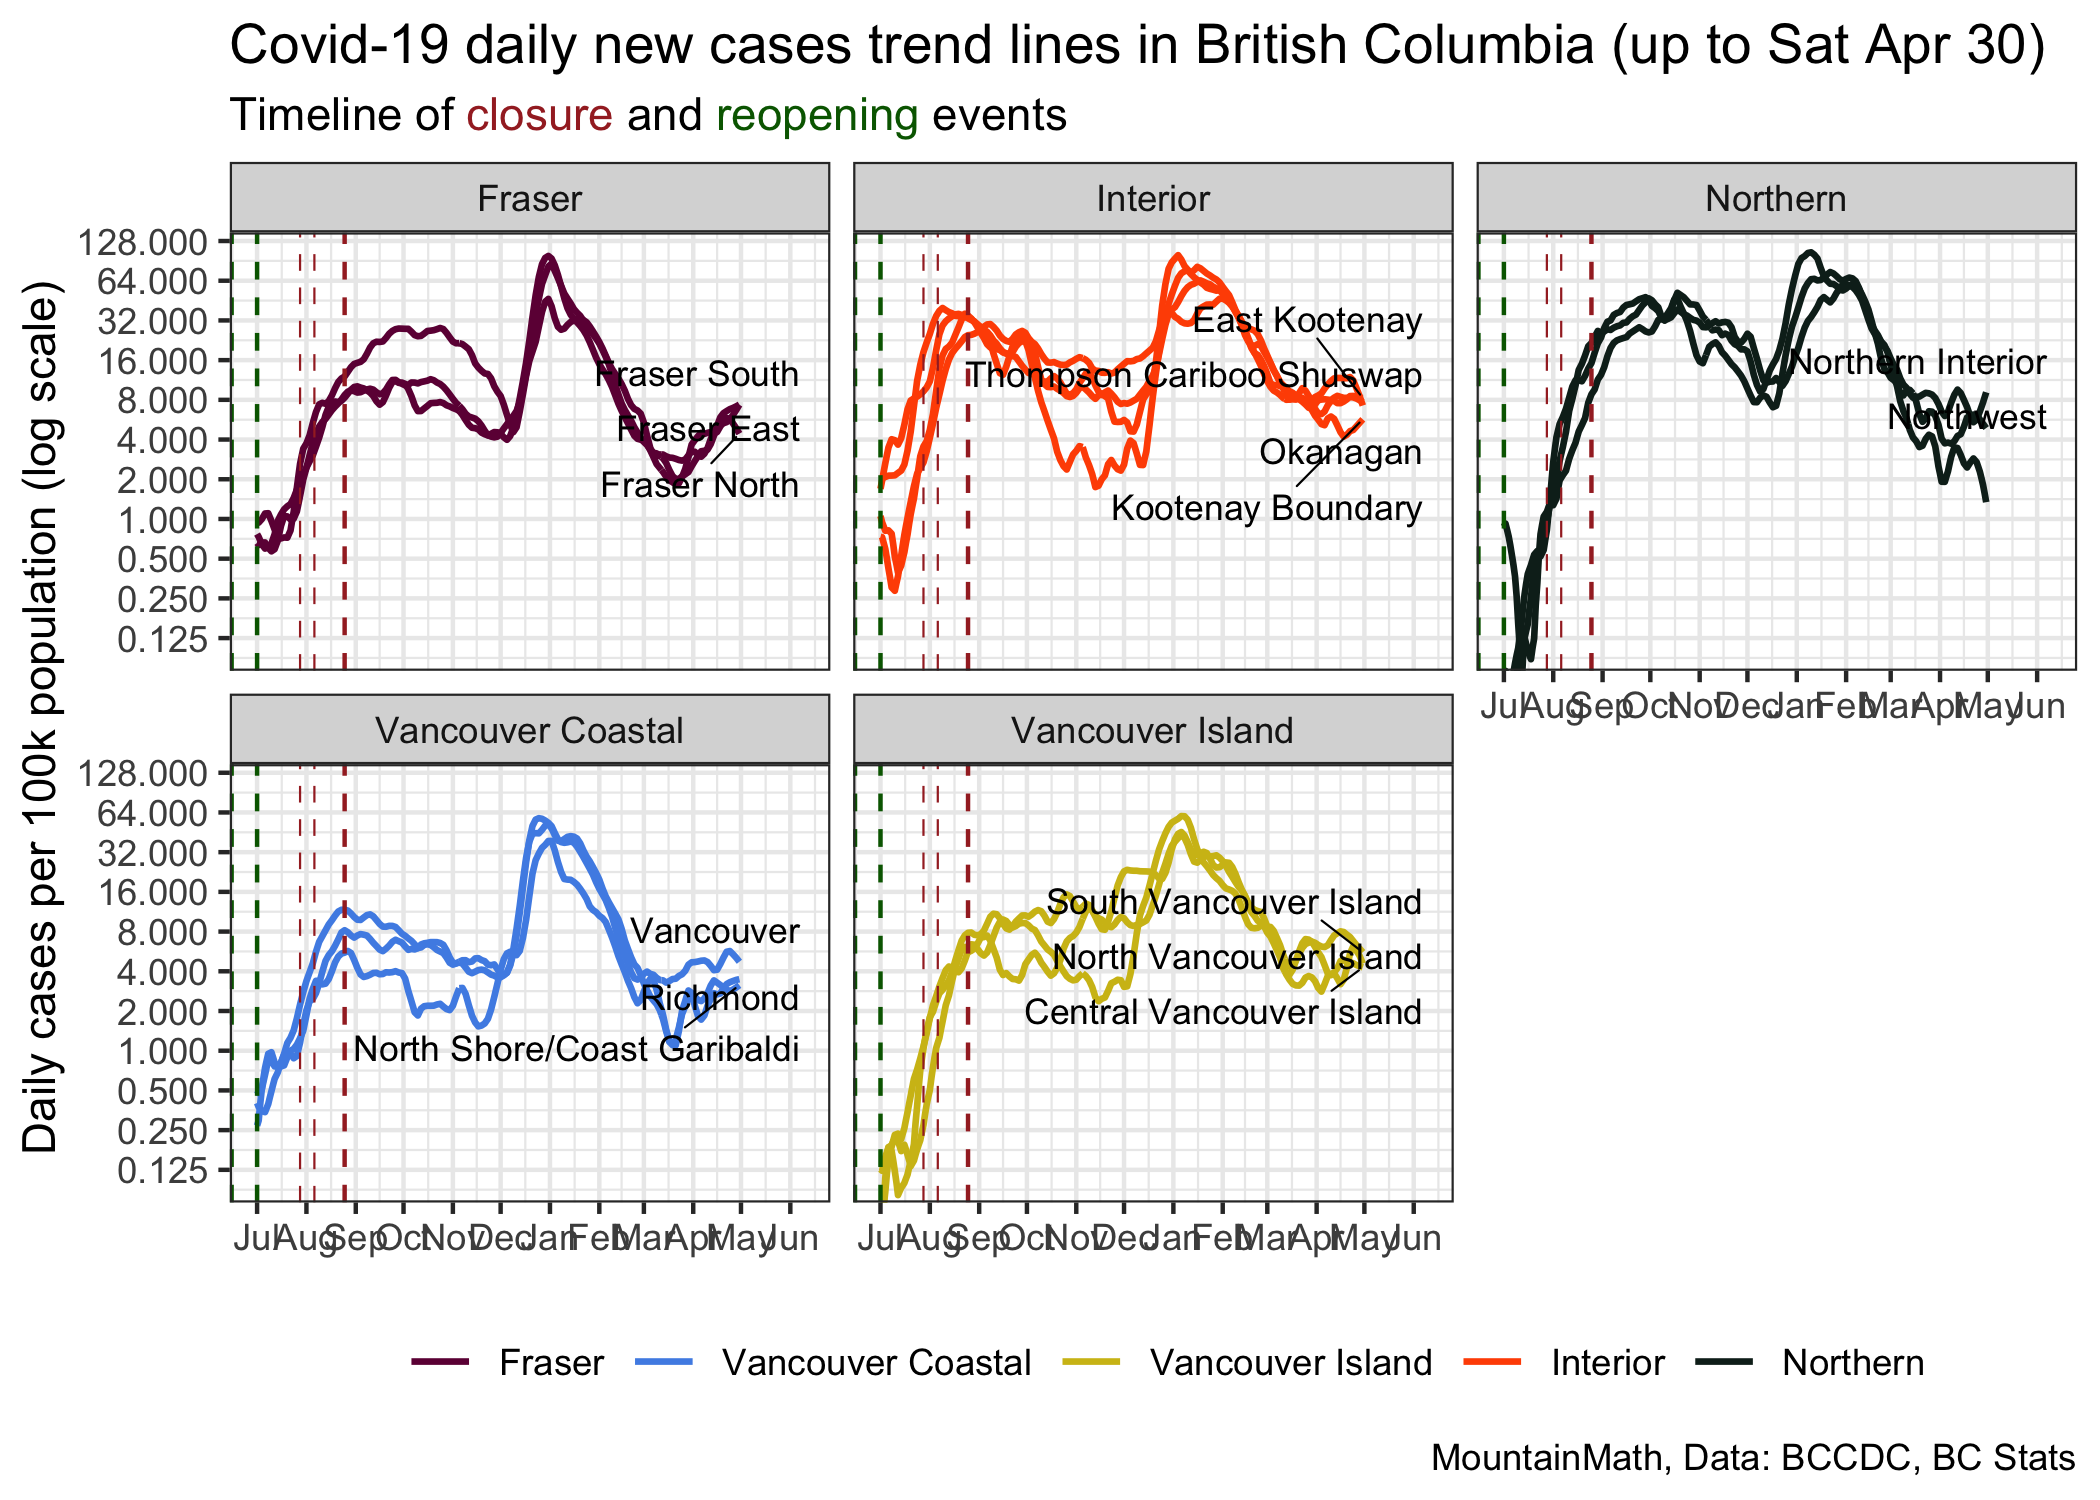 Covid-19 daily new cases trend lines in British Columbia (up to Sat Apr 30)
Timeline of closure and reopening events
Daily cases per 100k population (log scale)
Fraser
128.000
64.000
32.000
16.000
8.000
4.000
2.000
1.000
0.500
0.250
0.125
Fraser South
Fraser East
Fraser North
Interior
East Kootenay
Thompson Cariboo Shuswap
Okanagan
Kootenay Boundary
Northern
Northern Interior
Northwest
Jul Aug Sep Oct Nov Dec Jan Feb Mar Apr May Jun
Vancouver Coastal
128.000
64.000
32.000
16.000
8.000
4.000
2.000
1.000
0.500
0.250
0.125
Vancouver
Richmond
North Shore/Coast Garibaldi
Jul Aug Sep Oct Nov Dec Jan Feb Mar Apr May Jun
Vancouver Island
South Vancouver Island
North Vancouver Island
Central Vancouver Island
Jul Aug Sep Oct Nov Dec Jan Feb Mar Apr May Jun
Fraser Vancouver Coastal Vancouver Island Interior Northern
MountainMath, Data: BCCDC, BC Stats